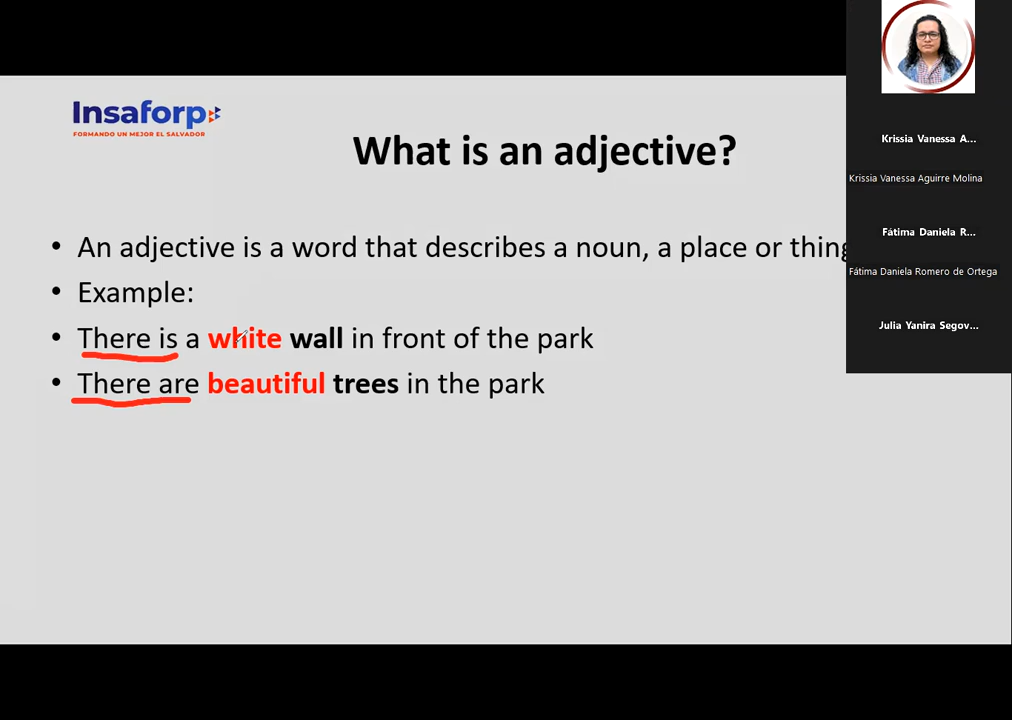 Insaforp
FORMANDO UN MEJOR EL SALVADOR
What is an adjective?
• An adjective is a word that describes a noun, a place or thing
• Example:
• There is a white wall in front of the park
• There are beautiful trees in the park
Krissia Vanessa A...
Krissia Vanessa Aguirre Molina
Fátima Daniela R...
Fátima Daniela Romero de Ortega
Julia Yanira Segov...